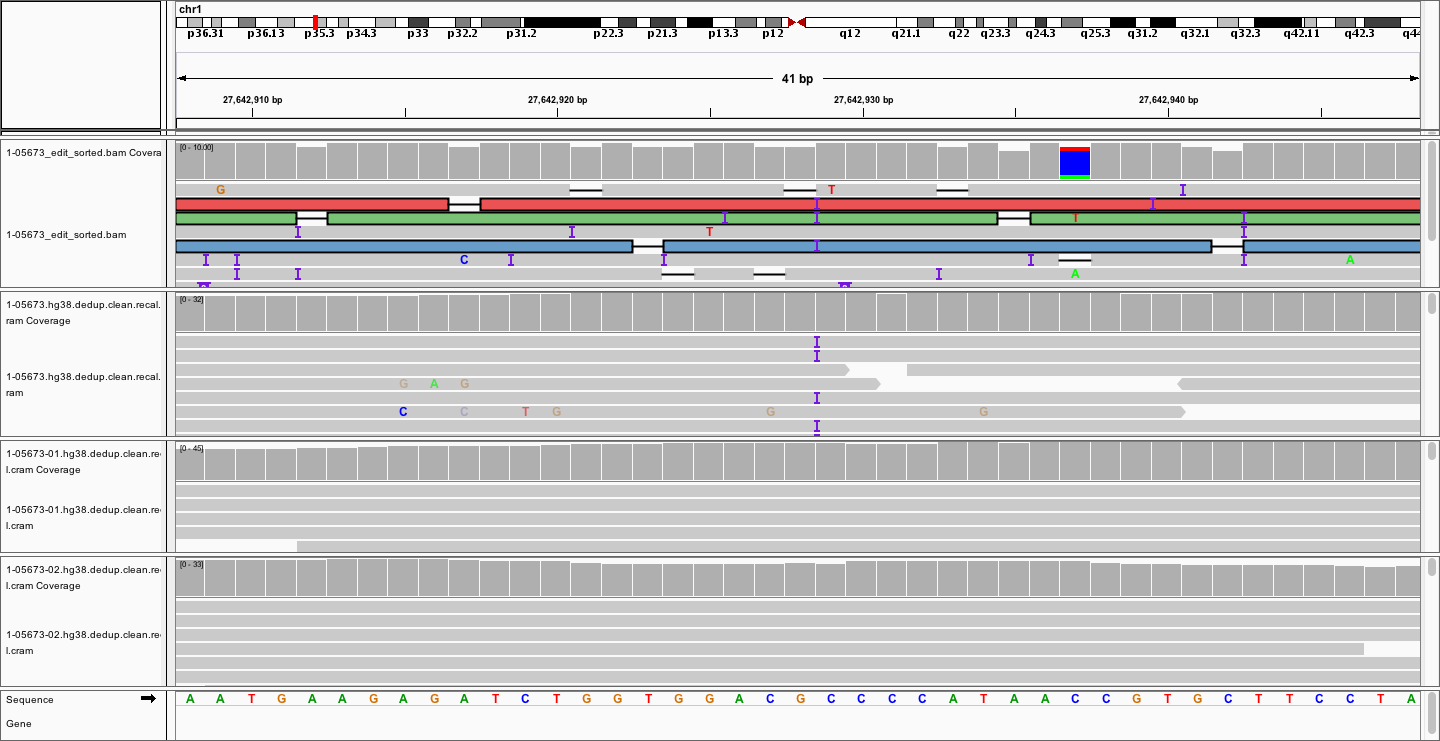 chr1
p36.31 p36.13 p35.3 p34.3 p33 p32.2 p31.2 p22.3 p21.3 p13.3 p12 q12 q21.1 q22 q23.3 q24.3 q25.3 q31.2 q32.1 q32.3 q42.11 q42.3 q44
41 bp
27,642,910 bp 27,642,920 bp 27,642,930 bp 27,642,940 bp
1-05673_edit_sorted.bam Covera
[0 - 10.00]
G T
T
1-05673_edit_sorted.bam
T
C A
A
1-05673.hg38.dedup.clean.recal.
ram Coverage
[0 - 32]
1-05673.hg38.dedup.clean.recal.
ram
G A G
C C T G G G
1-05673-01.hg38.dedup.clean.re
l.cram Coverage
[0 - 45]
1-05673-01.hg38.dedup.clean.re
l.cram
1-05673-02.hg38.dedup.clean.re
l.cram Coverage
[0 - 33]
1-05673-02.hg38.dedup.clean.re
l.cram
Sequence A A T G A A G A G A T C T G G T G G A C G C C C C A T A A C C G T G C T T C C T A
Gene